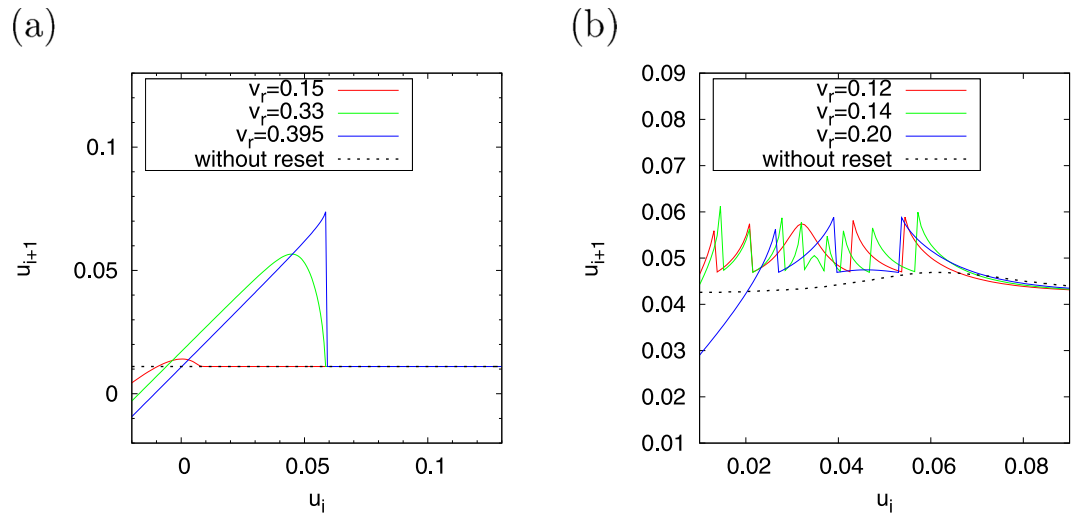 (a)
v_r=0.15
v_r=0.33
v_r=0.395
without reset
0.1
0.05
0
u_{i+1}
0 0.05 0.1
u_i
(b)
0.09
0.08
0.07
0.06
0.05
0.04
0.03
0.02
0.01
v_r=0.12
v_r=0.14
v_r=0.20
without reset
u_{i+1}
0.02 0.04 0.06 0.08
u_i